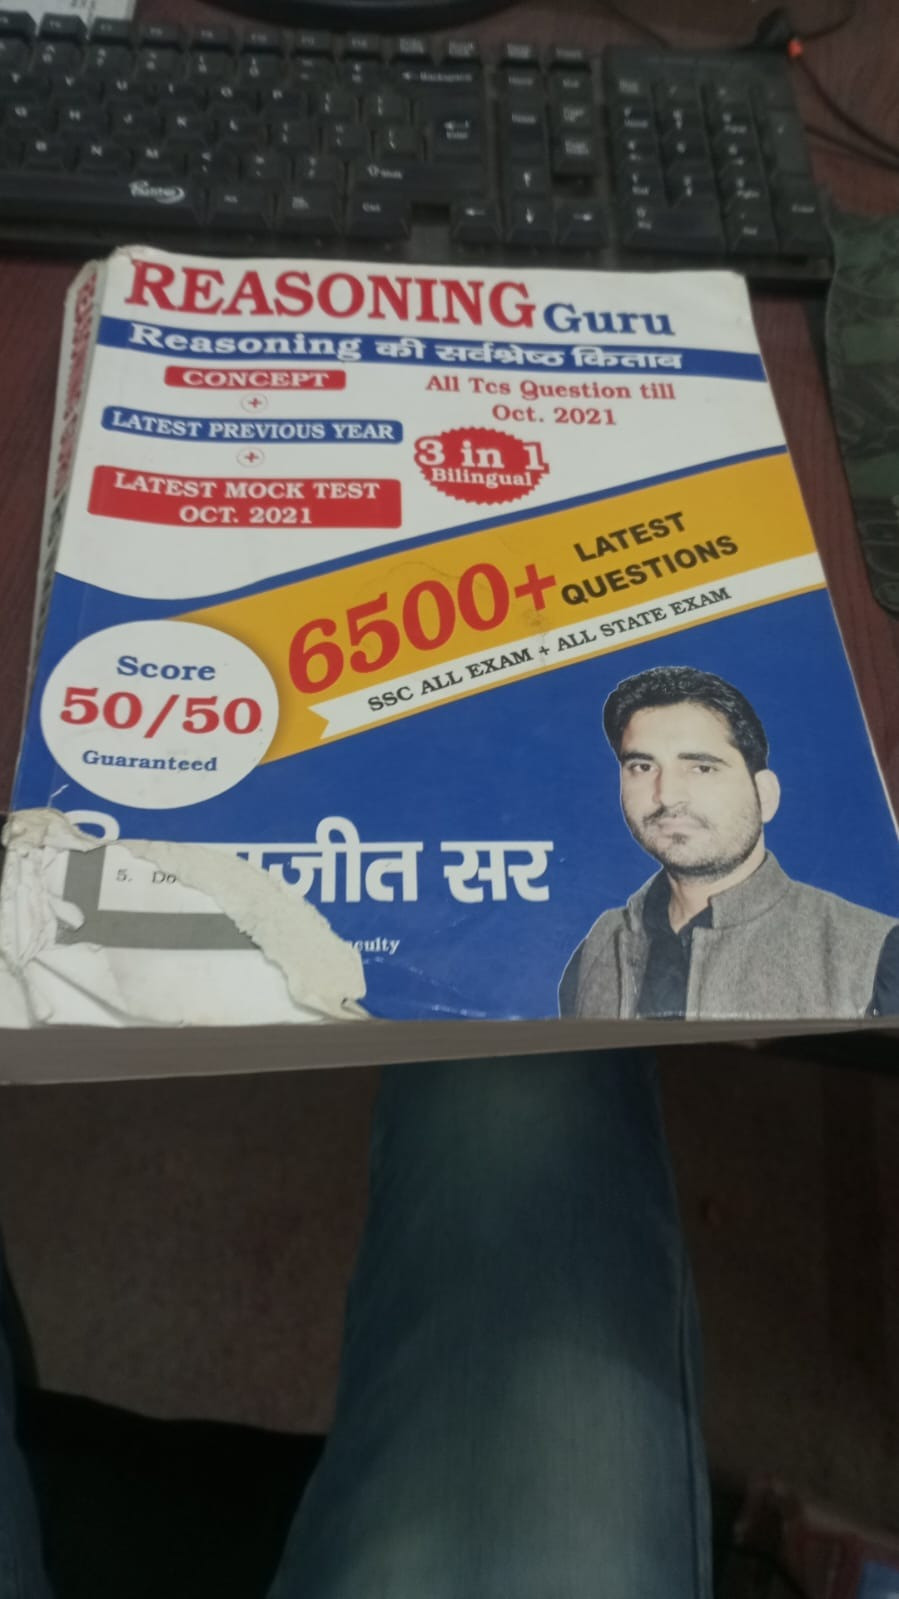 REASONING Guru
Reasoning की सर्वश्रेष्ठ किताब
CONCEPT
+
LATEST PREVIOUS YEAR
+
LATEST MOCK TEST
OCT. 2021
All Tcs Question till
Oct. 2021
3 in 1
Bilingual
6500+ LATEST
QUESTIONS
SSC ALL EXAM + ALL STATE EXAM
Score
50/50
Guaranteed
सर
5. Do